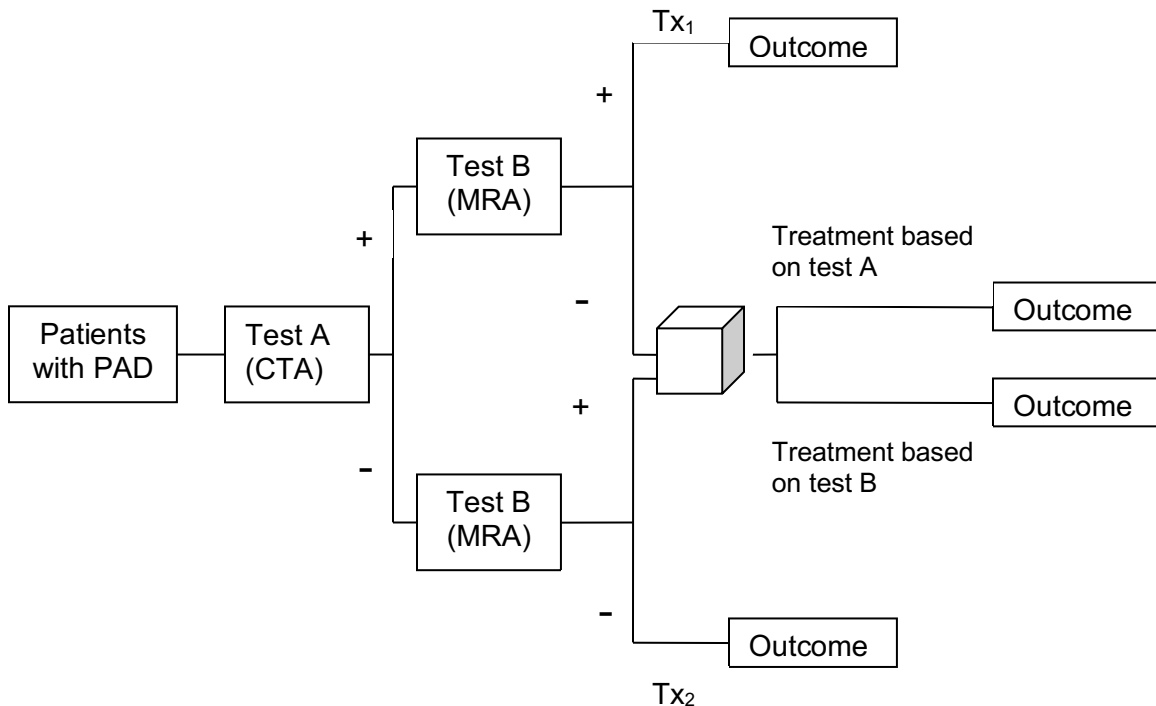 Tx₁
Outcome
+
Test B
(MRA)
+
Treatment based
on test A
-
Outcome
Patients
with PAD
Test A
(CTA)
Outcome
+
Treatment based
on test B
-
Test B
(MRA)
-
Outcome
Tx₂